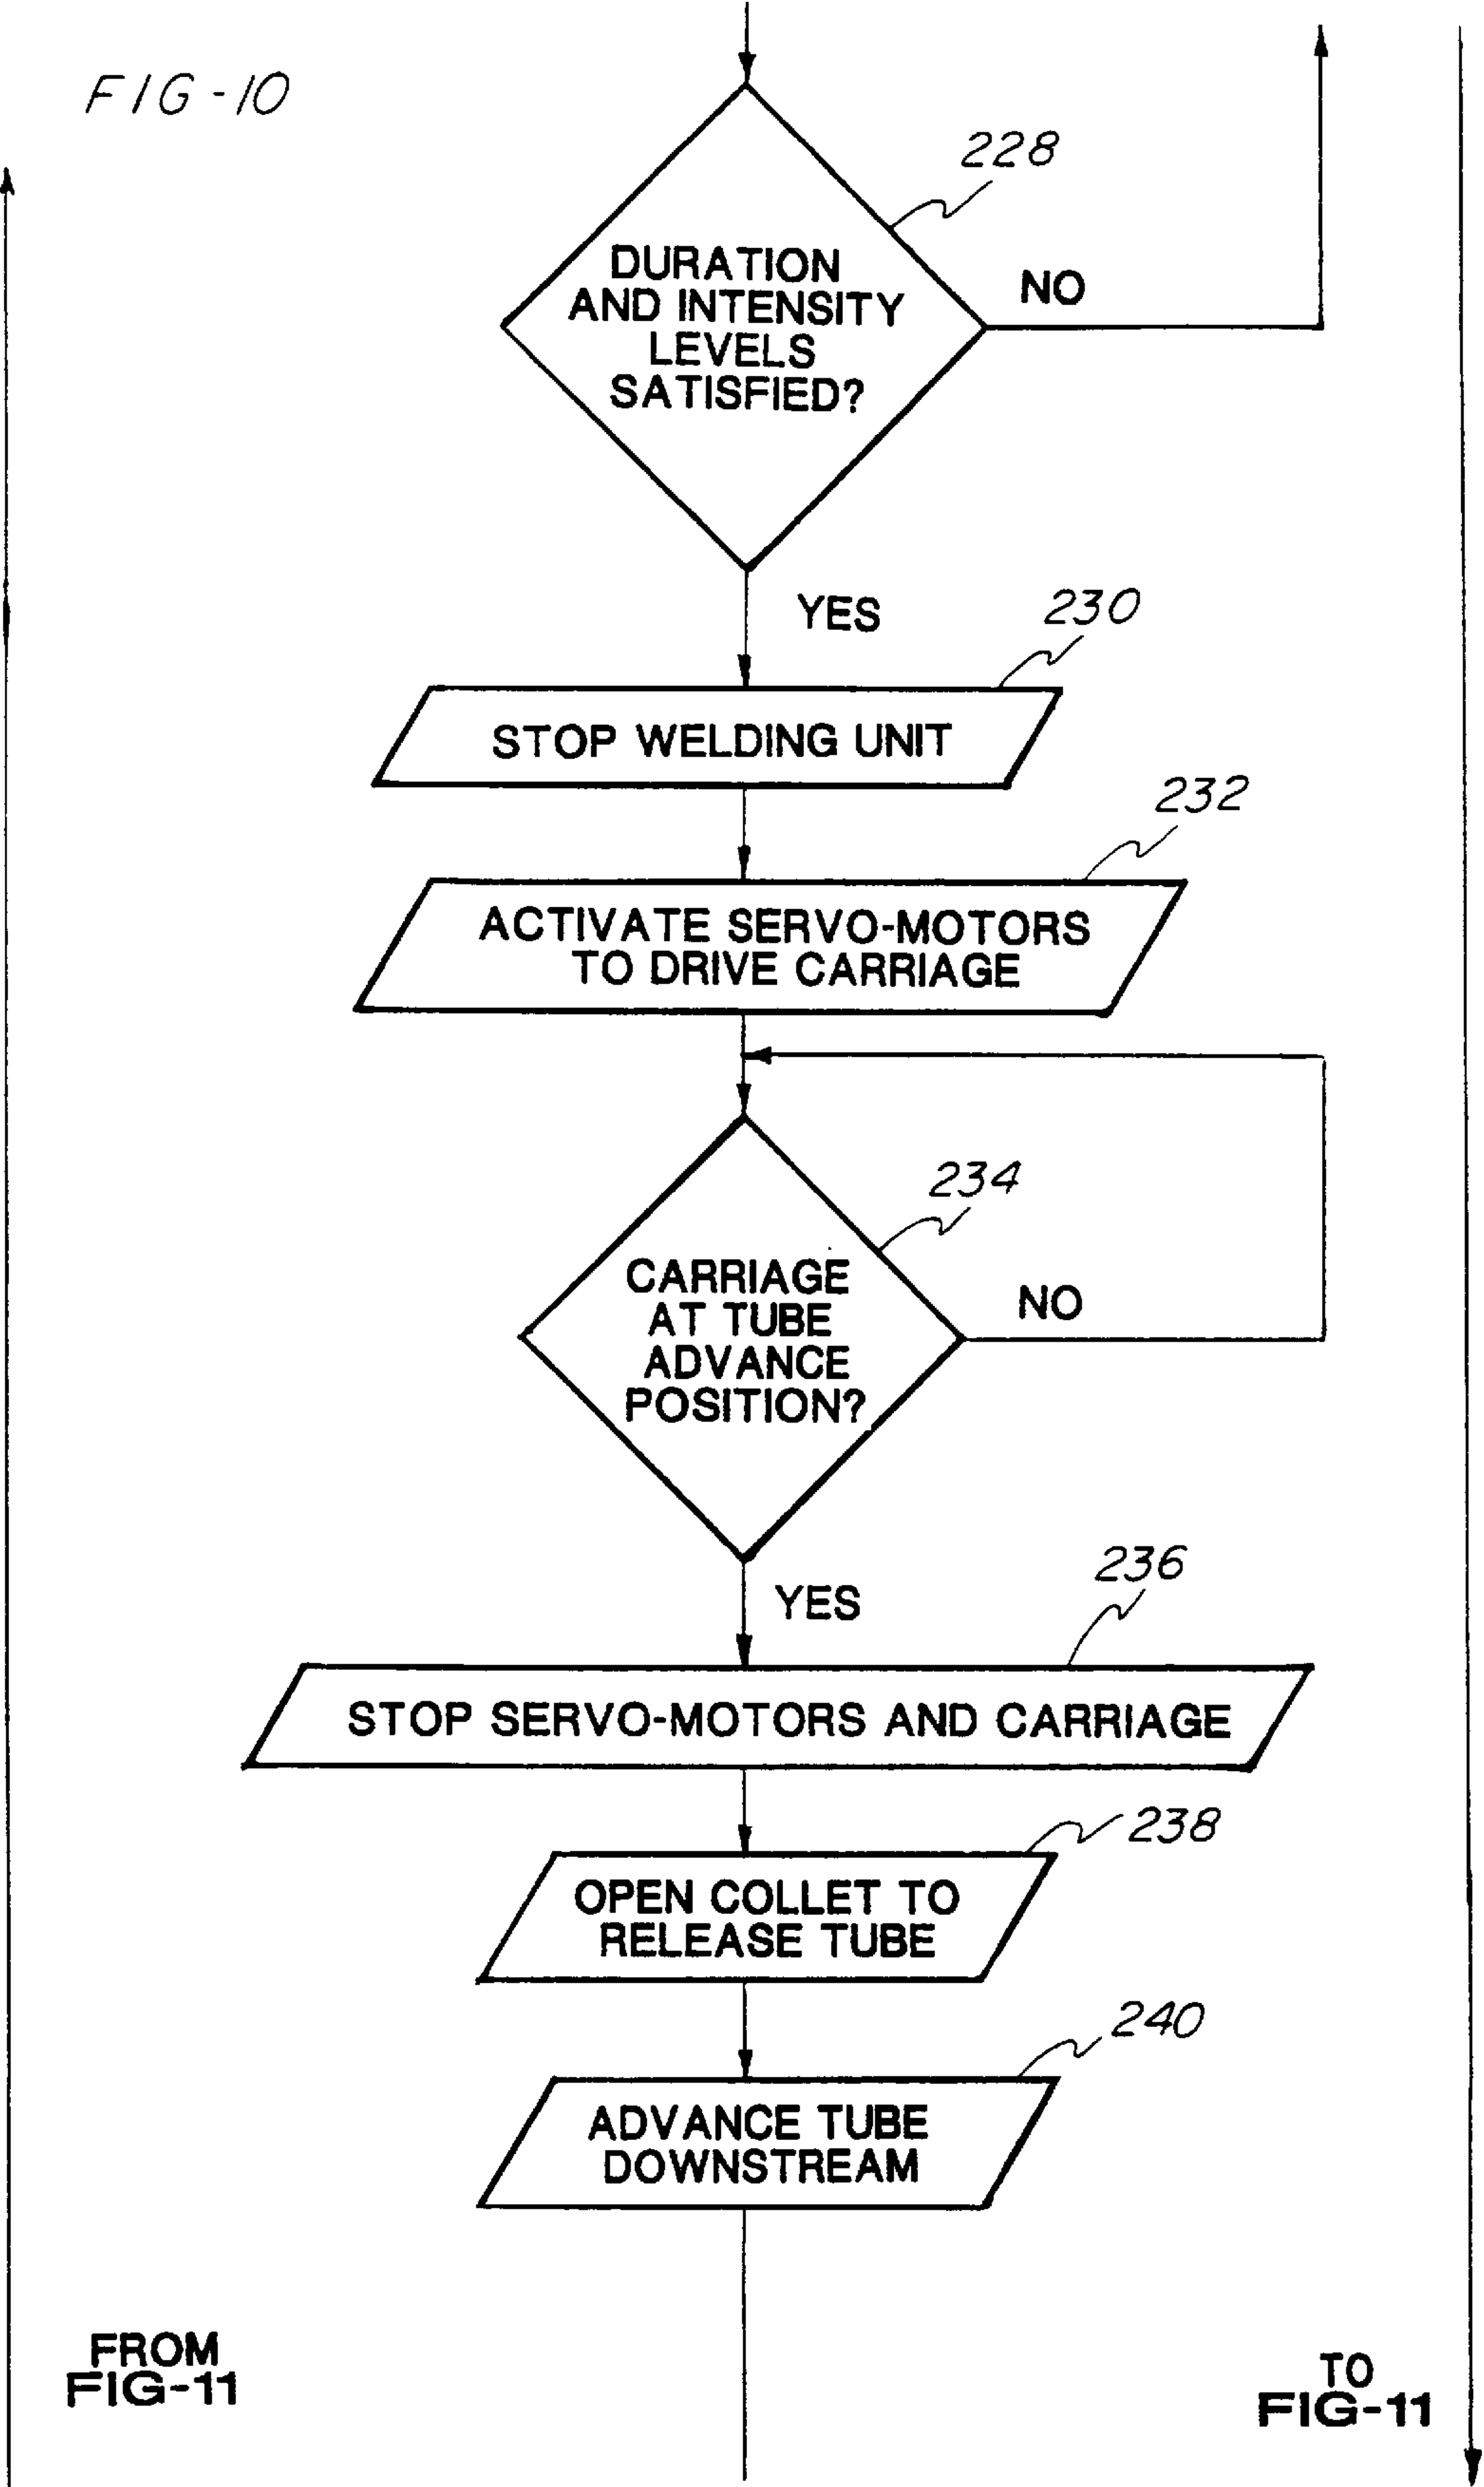 FIG-10
228
DURATION
AND INTENSITY
LEVELS
SATISFIED?
NO
YES
230
STOP WELDING UNIT
232
ACTIVATE SERVO-MOTORS
TO DRIVE CARRIAGE
234
CARRIAGE
AT TUBE
ADVANCE
POSITION?
NO
YES
236
STOP SERVO-MOTORS AND CARRIAGE
238
OPEN COLLET TO
RELEASE TUBE
240
ADVANCE TUBE
DOWNSTREAM
FROM
FIG-11
TO
FIG-11